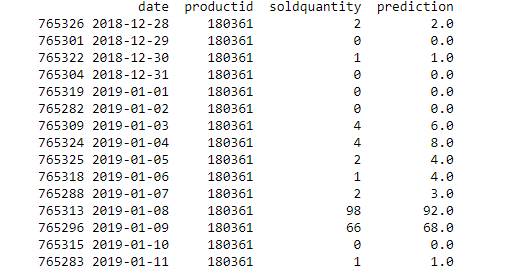 date productid soldquantity prediction
765326 2018-12-28 180361 2 2.0
765301 2018-12-29 180361 0 0.0
765322 2018-12-30 180361 1 1.0
765304 2018-12-31 180361 0 0.0
765319 2019-01-01 180361 0 0.0
765282 2019-01-02 180361 0 0.0
765309 2019-01-03 180361 4 6.0
765324 2019-01-04 180361 4 8.0
765325 2019-01-05 180361 2 4.0
765318 2019-01-06 180361 1 4.0
765288 2019-01-07 180361 2 3.0
765313 2019-01-08 180361 98 92.0
765296 2019-01-09 180361 66 68.0
765315 2019-01-10 180361 0 0.0
765283 2019-01-11 180361 1 1.0